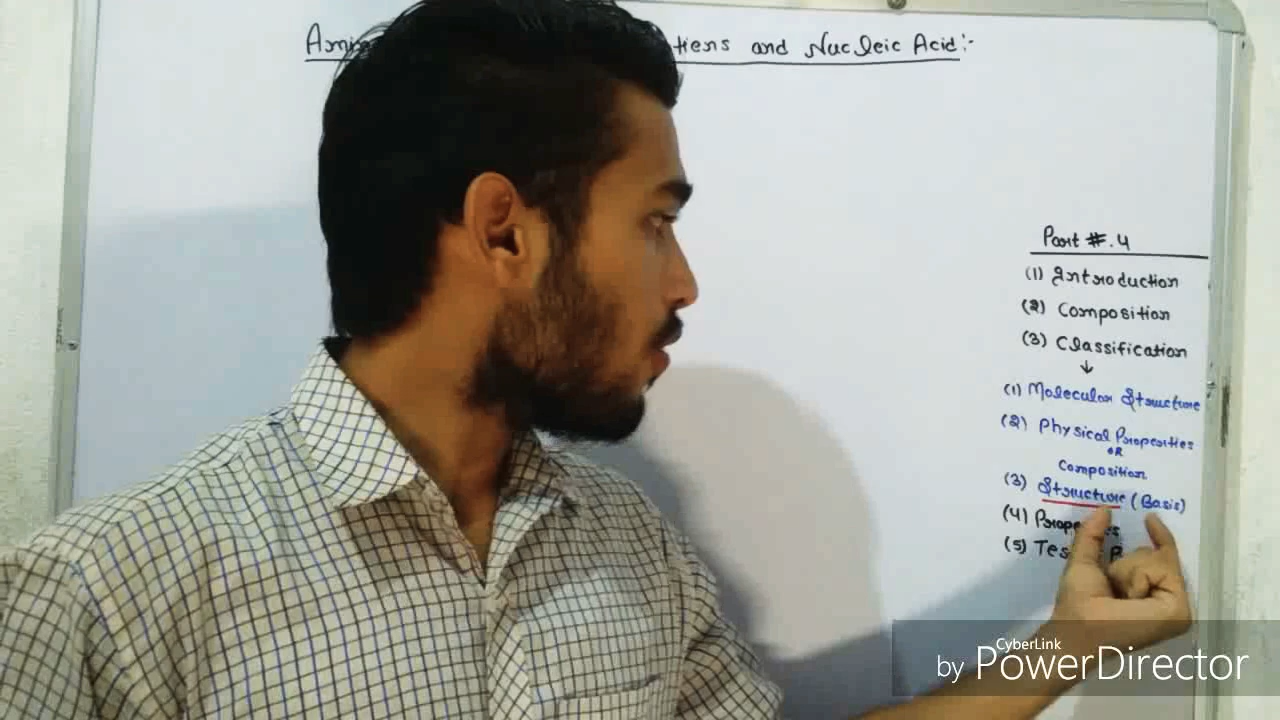 tiens and Nucleic Acid:-
Part #.4
(1) Introduction
(2) Composition
(3) Classification
↓
(1) Molecular Structure
(2) Physical Properties
OR
Composition
(3) Structure (Basis)
(4)
(5)
CyberLink
by PowerDirector